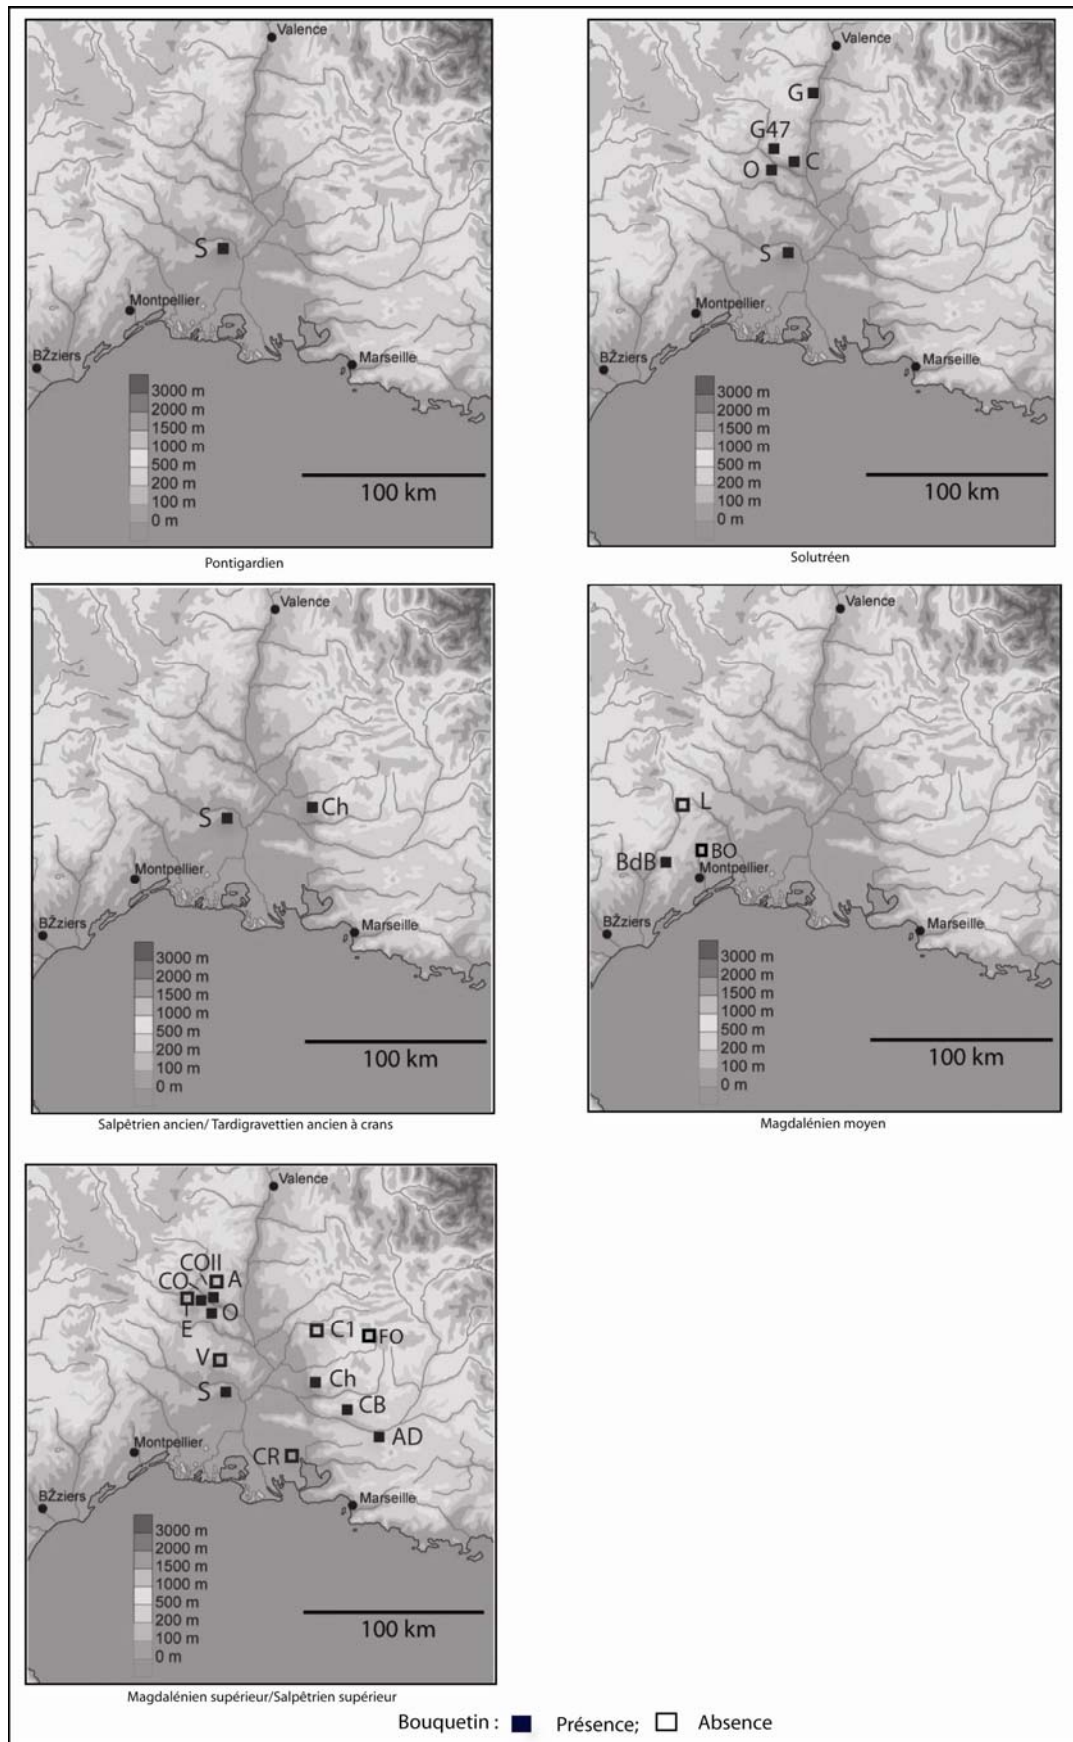 Valence
S
Montpellier
BŽziers
Marseille
3000 m
2000 m
1500 m
1000 m
500 m
200 m
100 m
0 m
100 km
Pontigardien
Valence
G
G47
C
O
S
Montpellier
BŽziers
Marseille
3000 m
2000 m
1500 m
1000 m
500 m
200 m
100 m
0 m
100 km
Solutréen
Valence
Ch
S
Montpellier
BŽziers
Marseille
3000 m
2000 m
1500 m
1000 m
500 m
200 m
100 m
0 m
100 km
Salpêtrien ancien/ Tardigravettien ancien à crans
Valence
L
BO
BdB
Montpellier
BŽziers
Marseille
3000 m
2000 m
1500 m
1000 m
500 m
200 m
100 m
0 m
100 km
Magdalénien moyen
Valence
COII
CO
A
O
E
C1
FO
V
Ch
S
CB
AD
Montpellier
CR
BŽziers
Marseille
3000 m
2000 m
1500 m
1000 m
500 m
200 m
100 m
0 m
100 km
Magdalénien supérieur/Salpêtrien supérieur
Bouquetin : Présence; Absence